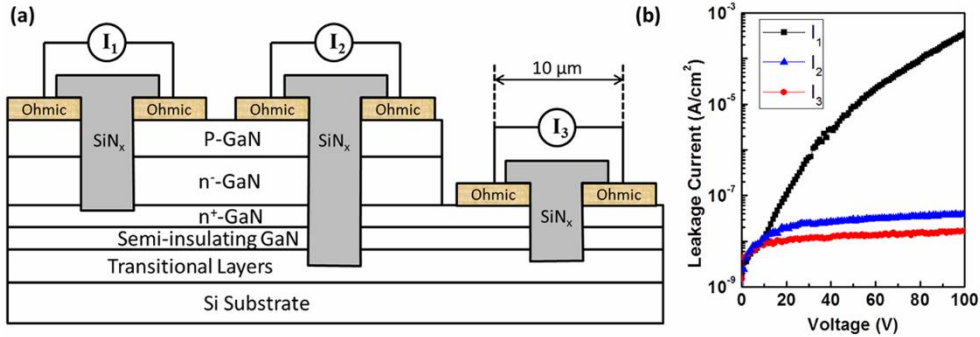 (a)
I₁
I₂
10 μm
I₃
Ohmic
Ohmic
Ohmic
Ohmic
SiNₓ
SiNₓ
P-GaN
n⁻-GaN
Ohmic
Ohmic
SiNₓ
n⁺-GaN
Semi-insulating GaN
Transitional Layers
Si Substrate
(b)
10⁻³
10⁻⁵
10⁻⁷
10⁻⁹
Leakage Current (A/cm²)
I₁
I₂
I₃
0 20 40 60 80 100
Voltage (V)